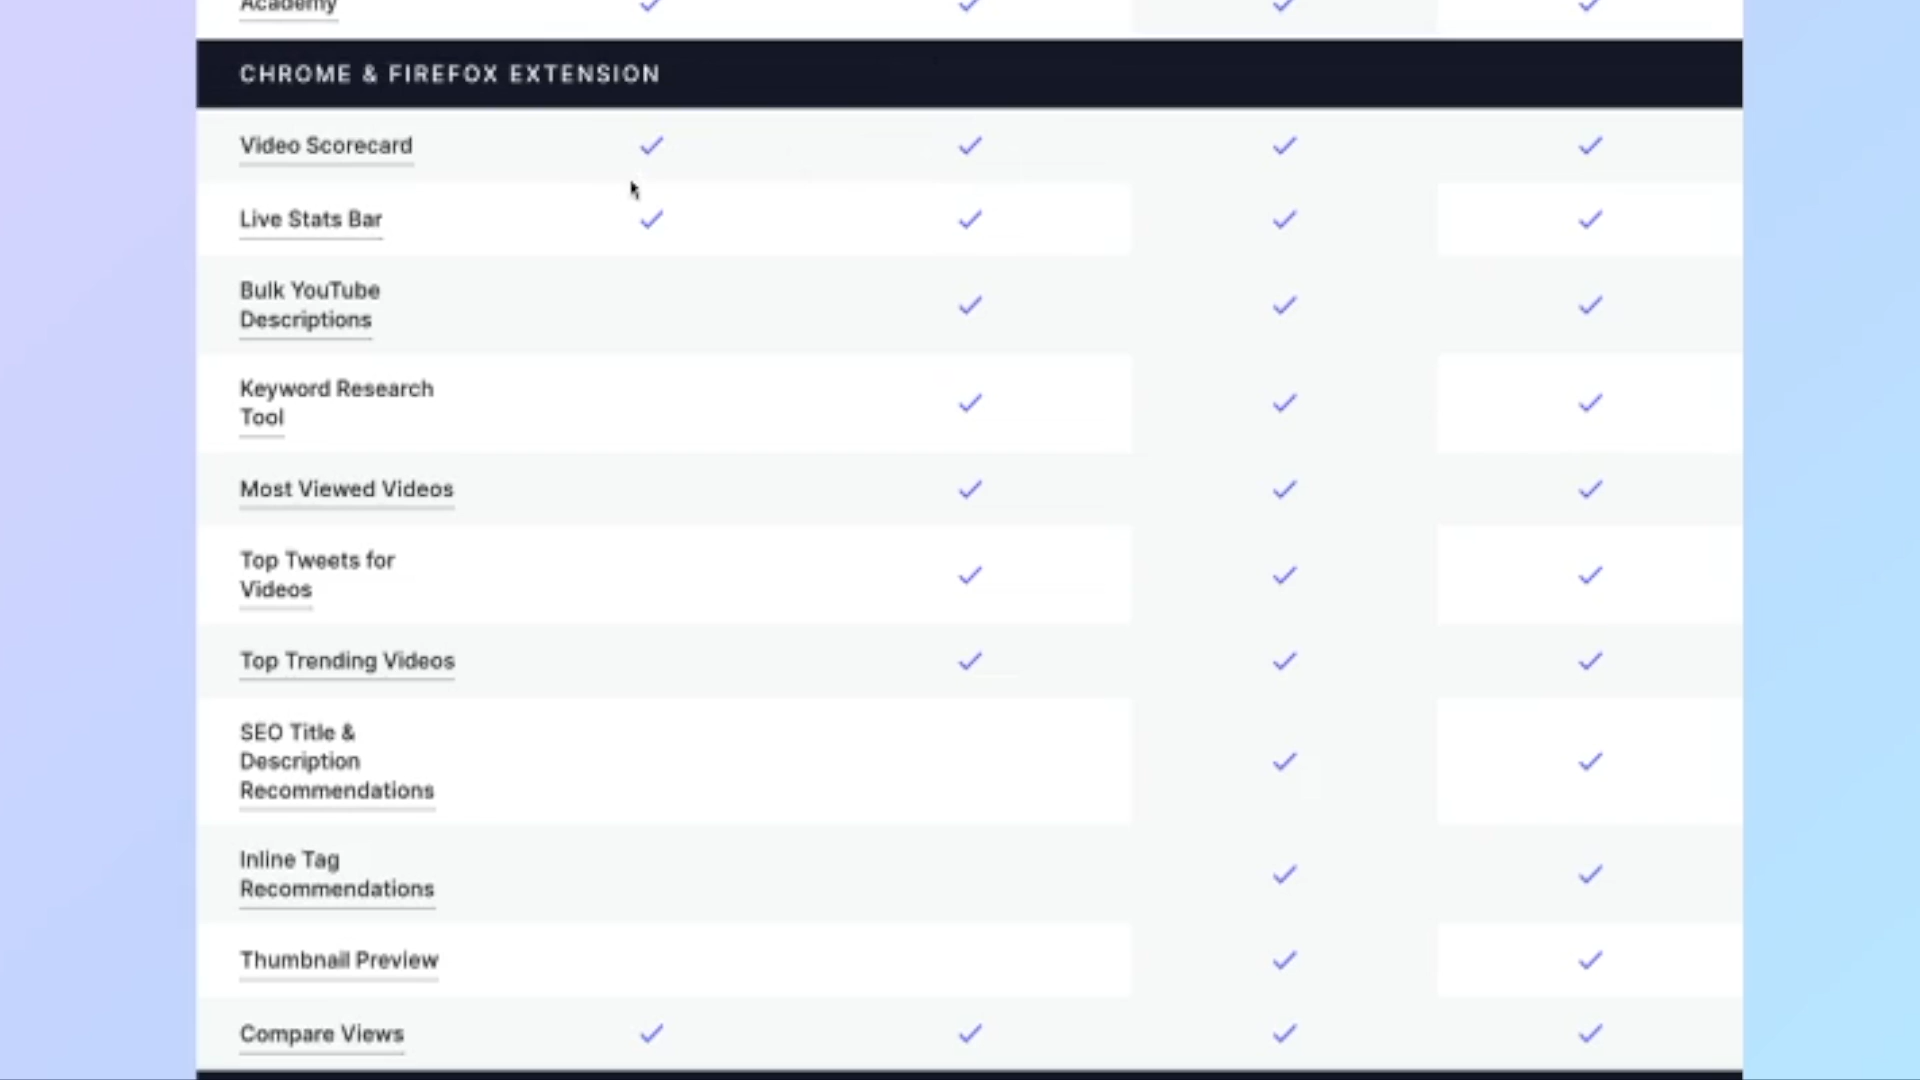 Academy
CHROME & FIREFOX EXTENSION
Video Scorecard
Live Stats Bar
Bulk YouTube
Descriptions
Keyword Research
Tool
Most Viewed Videos
Top Tweets for
Videos
Top Trending Videos
SEO Title &
Description
Recommendations
Inline Tag
Recommendations
Thumbnail Preview
Compare Views